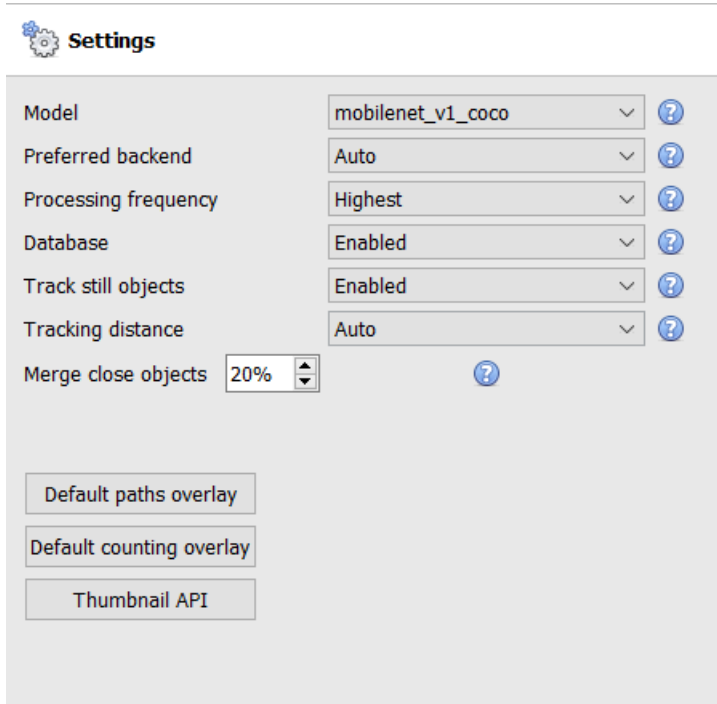 Settings
Model mobilenet_v1_coco
Preferred backend Auto
Processing frequency Highest
Database Enabled
Track still objects Enabled
Tracking distance Auto
Merge close objects 20%
Default paths overlay
Default counting overlay
Thumbnail API